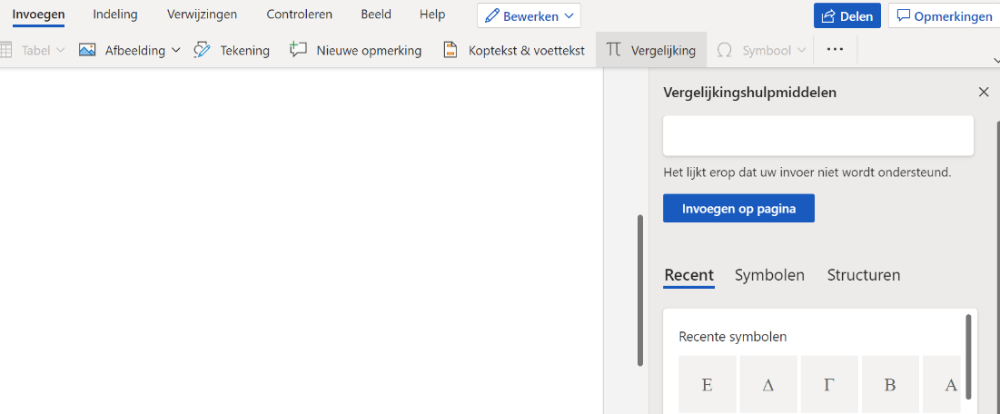 Invoegen Indeling Verwijzingen Controleren Beeld Help Bewerken Delen Opmerkingen
Tabel Afbeelding Tekening Nieuwe opmerking Koptekst & voettekst π Vergelijking Ω Symbool ...
Vergelijkingshulpmiddelen
Het lijkt erop dat uw invoer niet wordt ondersteund.
Invoegen op pagina
Recent Symbolen Structuren
Recente symbolen
Ε Δ Γ Β Α